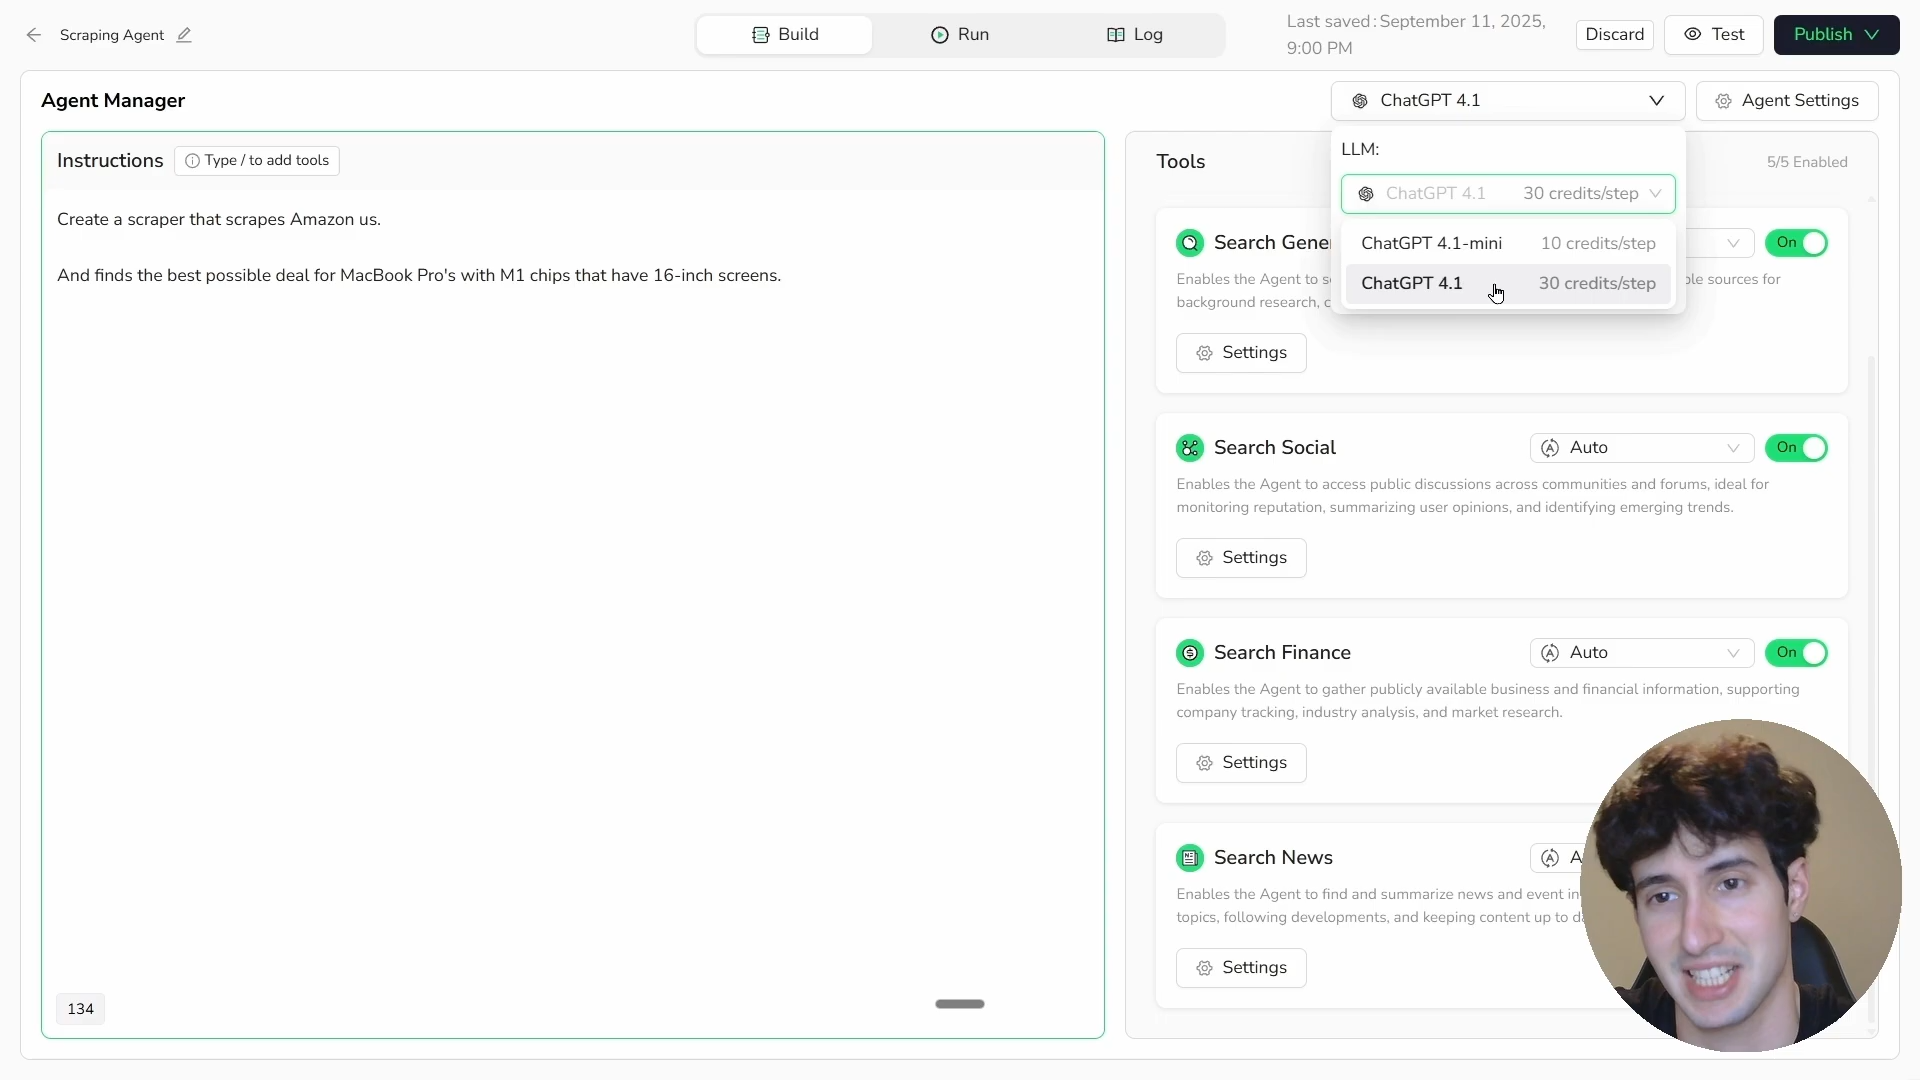 Scraping Agent
Build
Run
Log
Last saved: September 11, 2025,
9:00 PM
Discard
Test
Publish
Agent Manager
ChatGPT 4.1
Agent Settings
Instructions
Type / to add tools
Create a scraper that scrapes Amazon us.
And finds the best possible deal for MacBook Pro's with M1 chips that have 16-inch screens.
134
LLM:
ChatGPT 4.1 30 credits/step
ChatGPT 4.1-mini 10 credits/step
ChatGPT 4.1 30 credits/step
Tools
5/5 Enabled
Search Gene
On
Enables the Agent to s
ple sources for
background research, c
Settings
Search Social
Auto
On
Enables the Agent to access public discussions across communities and forums, ideal for
monitoring reputation, summarizing user opinions, and identifying emerging trends.
Settings
Search Finance
Auto
On
Enables the Agent to gather publicly available business and financial information, supporting
company tracking, industry analysis, and market research.
Settings
Search News
A
Enables the Agent to find and summarize news and event in
topics, following developments, and keeping content up to d
Settings